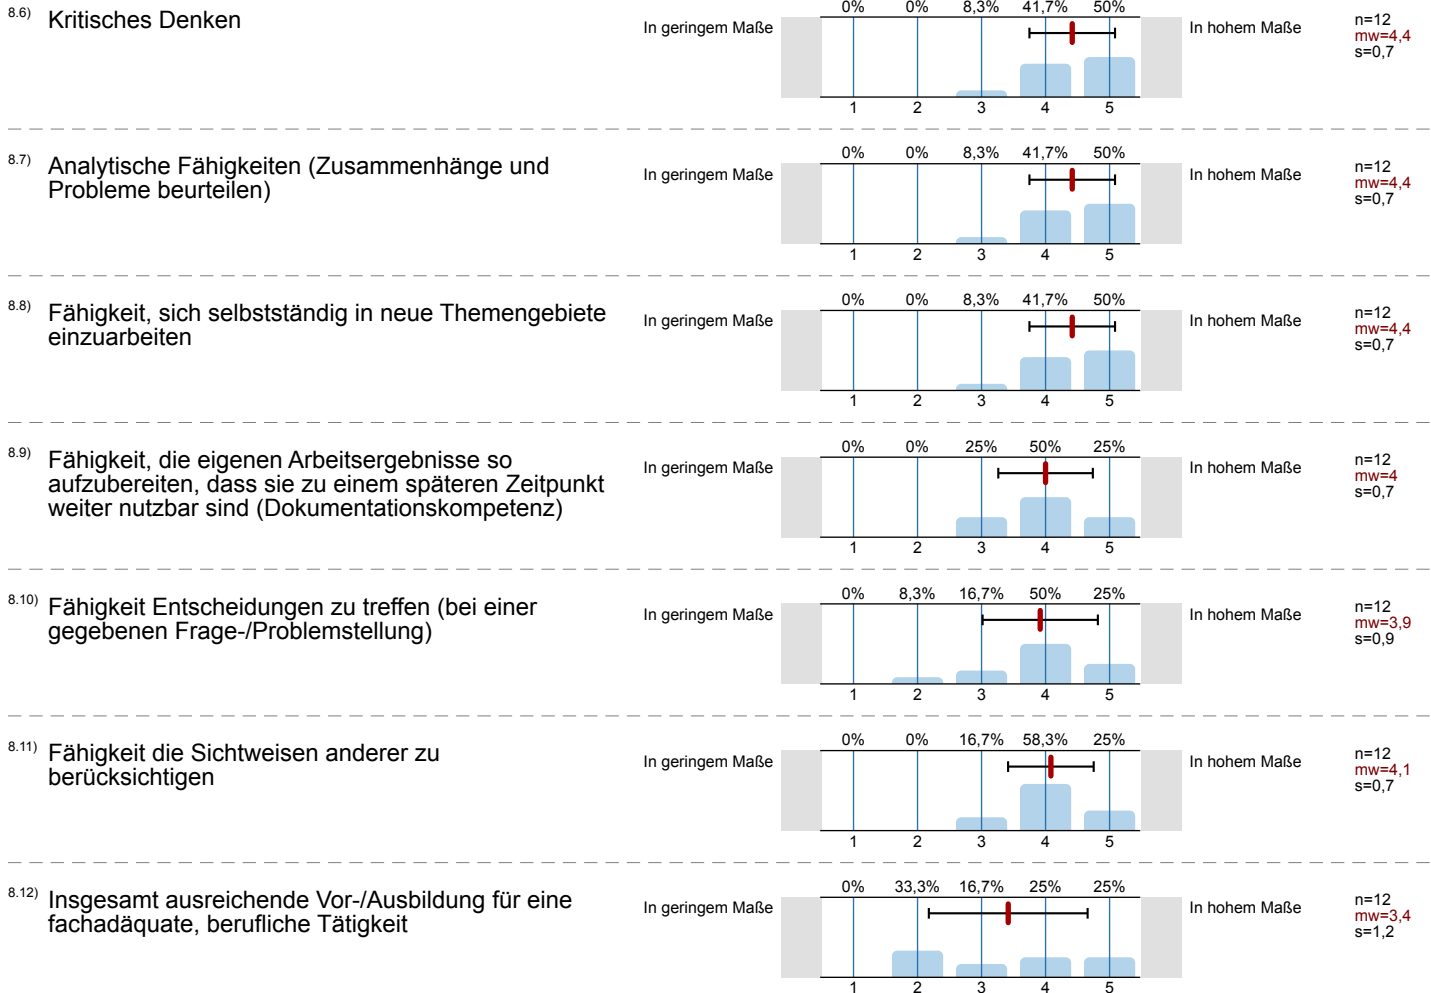 8.6) Kritisches Denken
In geringem Maße
0% 0% 8,3% 41,7% 50%
1 2 3 4 5
In hohem Maße
n=12
mw=4,4
s=0,7
8.7) Analytische Fähigkeiten (Zusammenhänge und
Probleme beurteilen)
In geringem Maße
0% 0% 8,3% 41,7% 50%
1 2 3 4 5
In hohem Maße
n=12
mw=4,4
s=0,7
8.8) Fähigkeit, sich selbstständig in neue Themengebiete
einzuarbeiten
In geringem Maße
0% 0% 8,3% 41,7% 50%
1 2 3 4 5
In hohem Maße
n=12
mw=4,4
s=0,7
8.9) Fähigkeit, die eigenen Arbeitsergebnisse so
aufzubereiten, dass sie zu einem späteren Zeitpunkt
weiter nutzbar sind (Dokumentationskompetenz)
In geringem Maße
0% 0% 25% 50% 25%
1 2 3 4 5
In hohem Maße
n=12
mw=4
s=0,7
8.10) Fähigkeit Entscheidungen zu treffen (bei einer
gegebenen Frage-/Problemstellung)
In geringem Maße
0% 8,3% 16,7% 50% 25%
1 2 3 4 5
In hohem Maße
n=12
mw=3,9
s=0,9
8.11) Fähigkeit die Sichtweisen anderer zu
berücksichtigen
In geringem Maße
0% 0% 16,7% 58,3% 25%
1 2 3 4 5
In hohem Maße
n=12
mw=4,1
s=0,7
8.12) Insgesamt ausreichende Vor-/Ausbildung für eine
fachadäquate, berufliche Tätigkeit
In geringem Maße
0% 33,3% 16,7% 25% 25%
1 2 3 4 5
In hohem Maße
n=12
mw=3,4
s=1,2